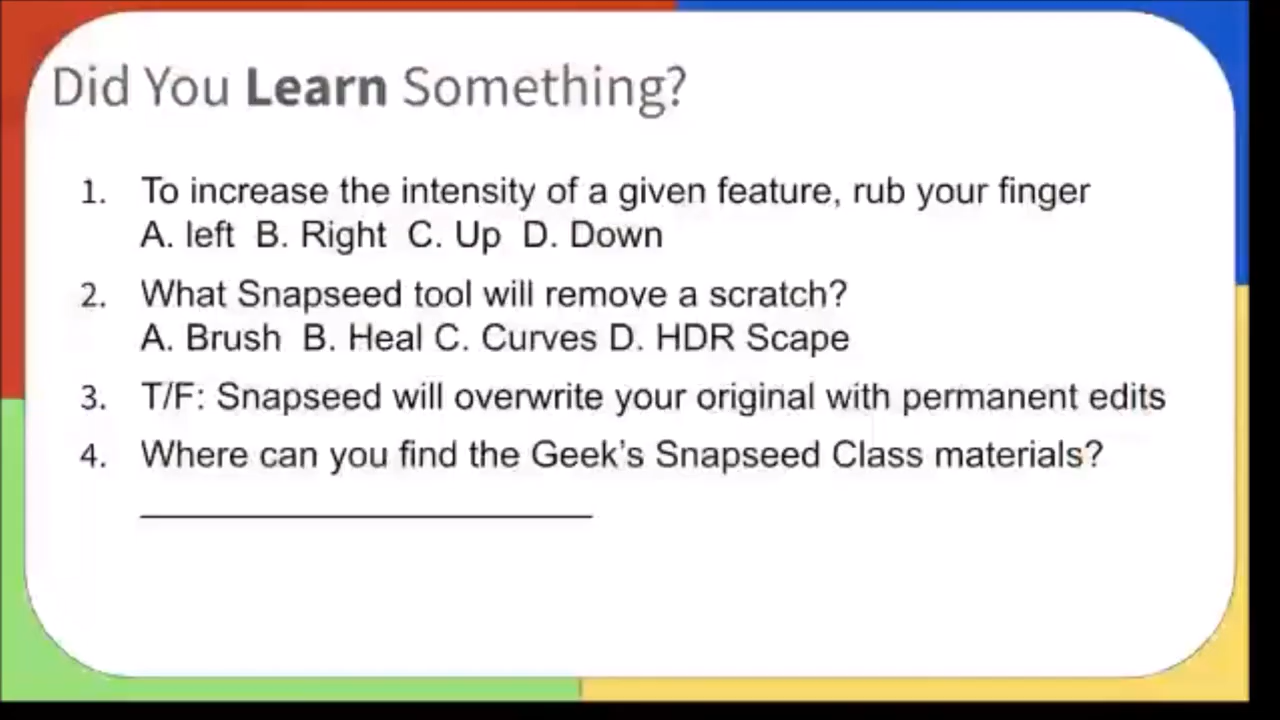 Did You Learn Something?
1. To increase the intensity of a given feature, rub your finger
A. left B. Right C. Up D. Down
2. What Snapseed tool will remove a scratch?
A. Brush B. Heal C. Curves D. HDR Scape
3. T/F: Snapseed will overwrite your original with permanent edits
4. Where can you find the Geek’s Snapseed Class materials?